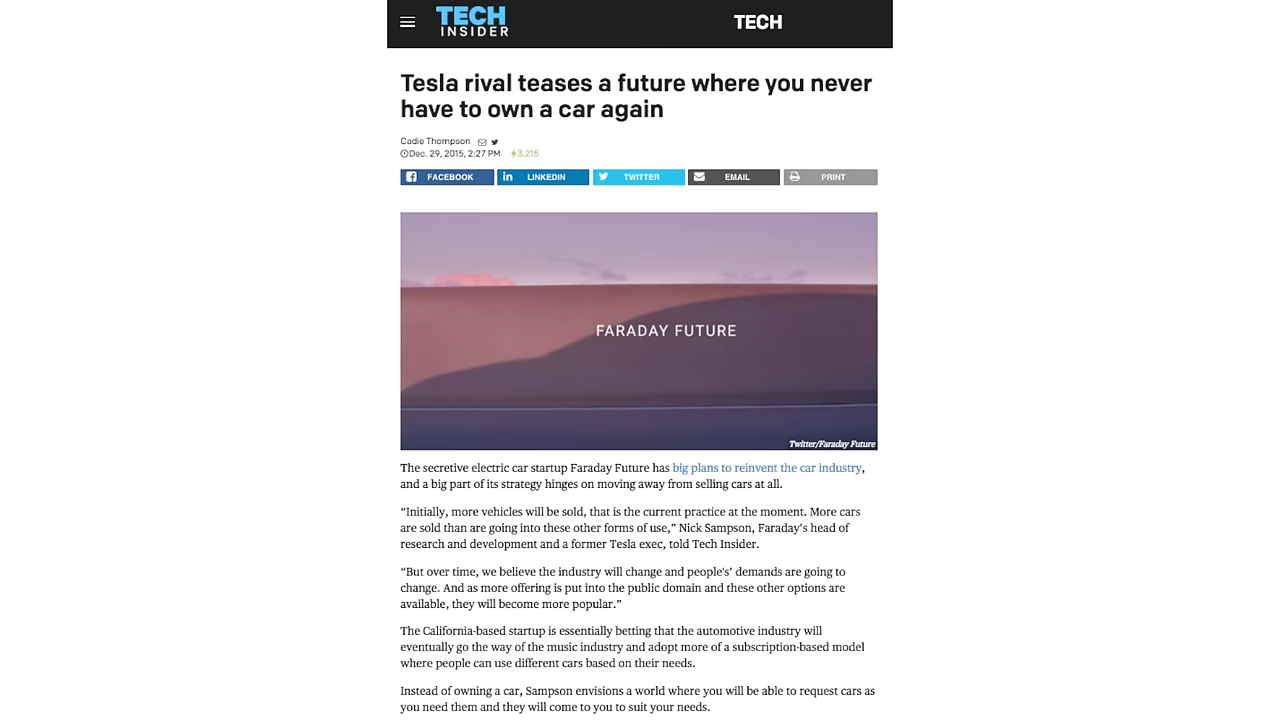 TECH
INSIDER
TECH
Tesla rival teases a future where you never
have to own a car again
Cadie Thompson
Dec. 29, 2015, 2:27 PM 3,215
FACEBOOK LINKEDIN TWITTER EMAIL PRINT
FARADAY FUTURE
Twitter/Faraday Future
The secretive electric car startup Faraday Future has big plans to reinvent the car industry,
and a big part of its strategy hinges on moving away from selling cars at all.
“Initially, more vehicles will be sold, that is the current practice at the moment. More cars
are sold than are going into these other forms of use,” Nick Sampson, Faraday’s head of
research and development and a former Tesla exec, told Tech Insider.
“But over time, we believe the industry will change and people's’ demands are going to
change. And as more offering is put into the public domain and these other options are
available, they will become more popular.”
The California-based startup is essentially betting that the automotive industry will
eventually go the way of the music industry and adopt more of a subscription-based model
where people can use different cars based on their needs.
Instead of owning a car, Sampson envisions a world where you will be able to request cars as
you need them and they will come to you to suit your needs.